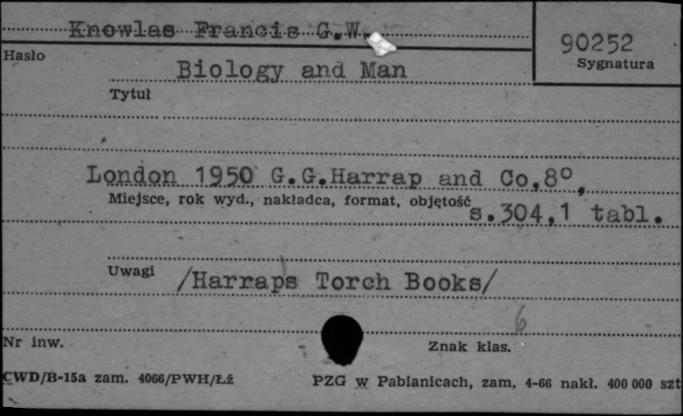 Knowlas Francis G.W.
90252
Hasło
Sygnatura
Biology and Man
Tytuł
London 1950 G.G.Harrap and Co,8°,
Miejsce, rok wyd., nakładca, format, objętość
s.304,1 tabl.
Uwagi
/Harraps Torch Books/
6
Nr inw.
Znak klas.
CWD/B-15a zam. 4066/PWH/Łź
PZG w Pabianicach, zam. 4-66 nakł. 400 000 szt